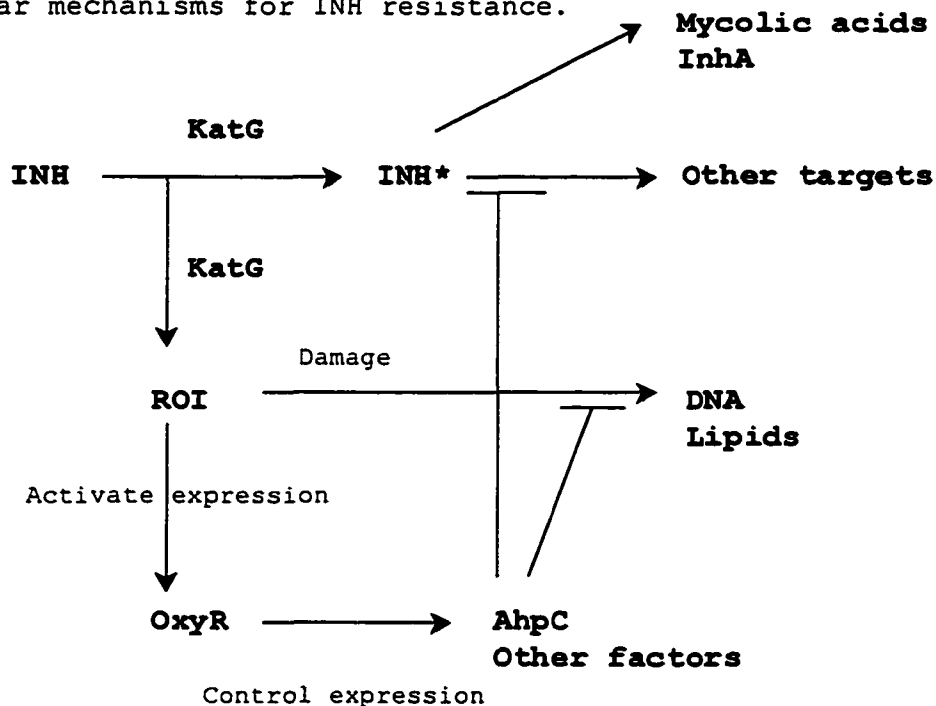 mechanisms for INH resistance.
Mycolic acids
InhA
KatG
INH
INH*
Other targets
KatG
Damage
ROI
DNA
Lipids
Activate expression
OxyR
AhpC
Other factors
Control expression